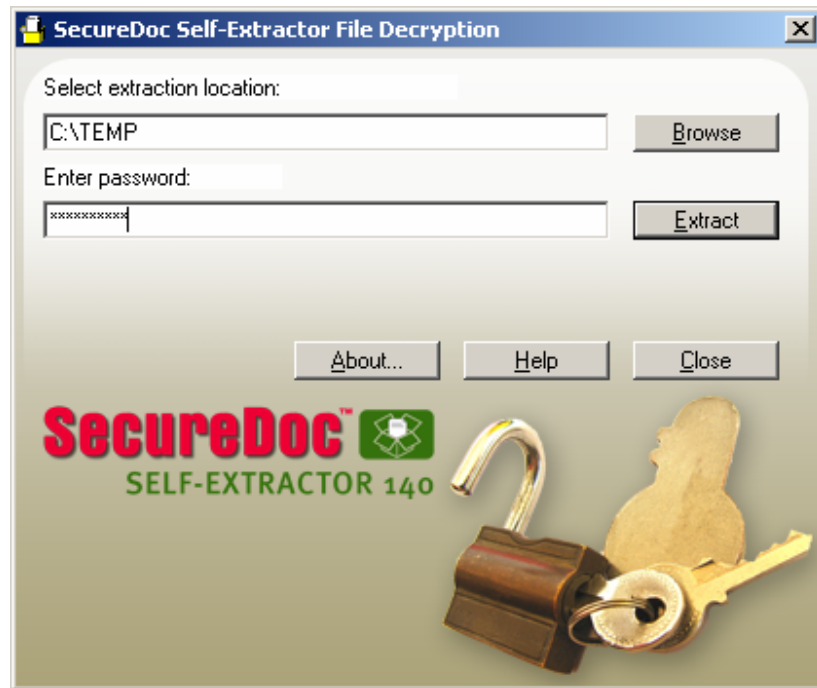 SecureDoc Self-Extractor File Decryption
Select extraction location:
C:\TEMP
Browse
Enter password:
**********
Extract
About...
Help
Close
SecureDoc™
SELF-EXTRACTOR 140